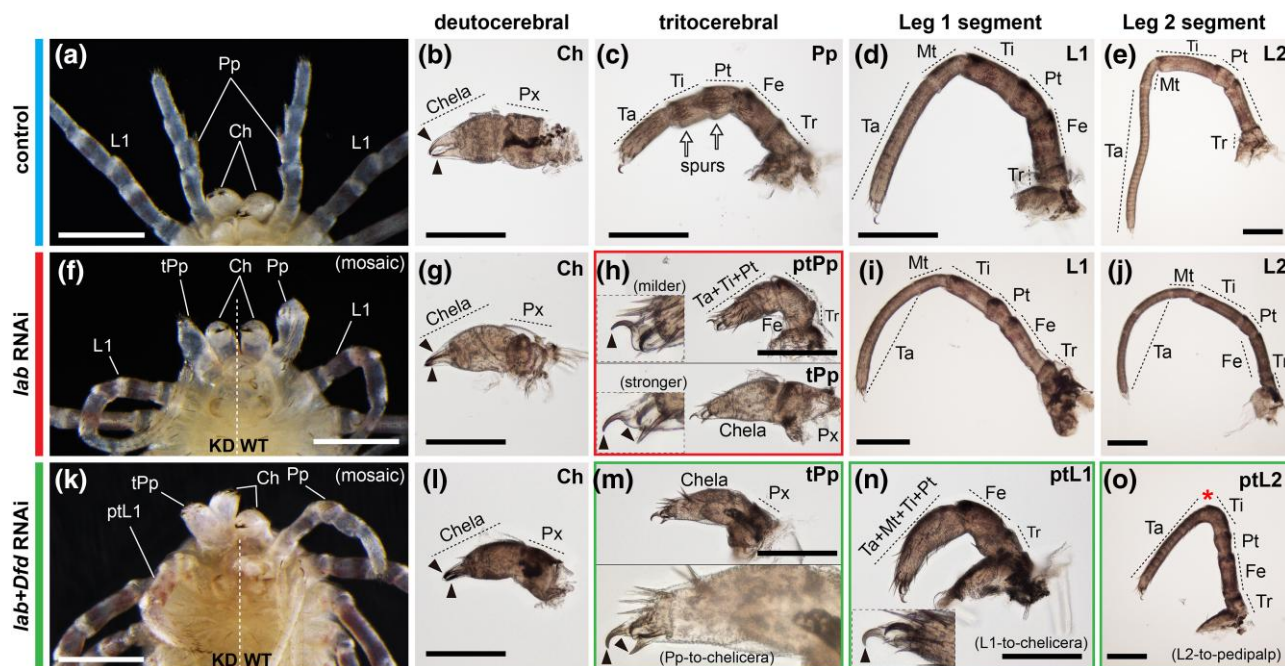 deutocerebral
tritocerebral
Leg 1 segment
Leg 2 segment
control
(a)
Pp
L1
Ch
L1
(b)
Ch
Chela
Px
(c)
Pp
Ta
Ti
Pt
Fe
Tr
spurs
(d)
L1
Mt
Ti
Pt
Fe
Ta
Tr
(e)
L2
Ti
Pt
Mt
Ta
Tr
lab RNAi
(f)
(mosaic)
tPp
Ch
Pp
L1
L1
KD WT
(g)
Ch
Chela
Px
(h)
ptPp
(milder)
Ta+Ti+Pt
Fe
Tr
tPp
(stronger)
Chela
Px
(i)
L1
Mt
Ti
Pt
Fe
Tr
Ta
(j)
L2
Mt
Ti
Pt
Ta
Fe
Tr
lab+Dfd RNAi
(k)
(mosaic)
Ch
Pp
tPp
ptL1
KD WT
(l)
Ch
Chela
Px
(m)
tPp
Chela
Px
(Pp-to-chelicera)
(n)
ptL1
Ta+Mt+Ti+Pt
Fe
Tr
(L1-to-chelicera)
(o)
ptL2
*
Ti
Ta
Pt
Fe
Tr
(L2-to-pedipalp)